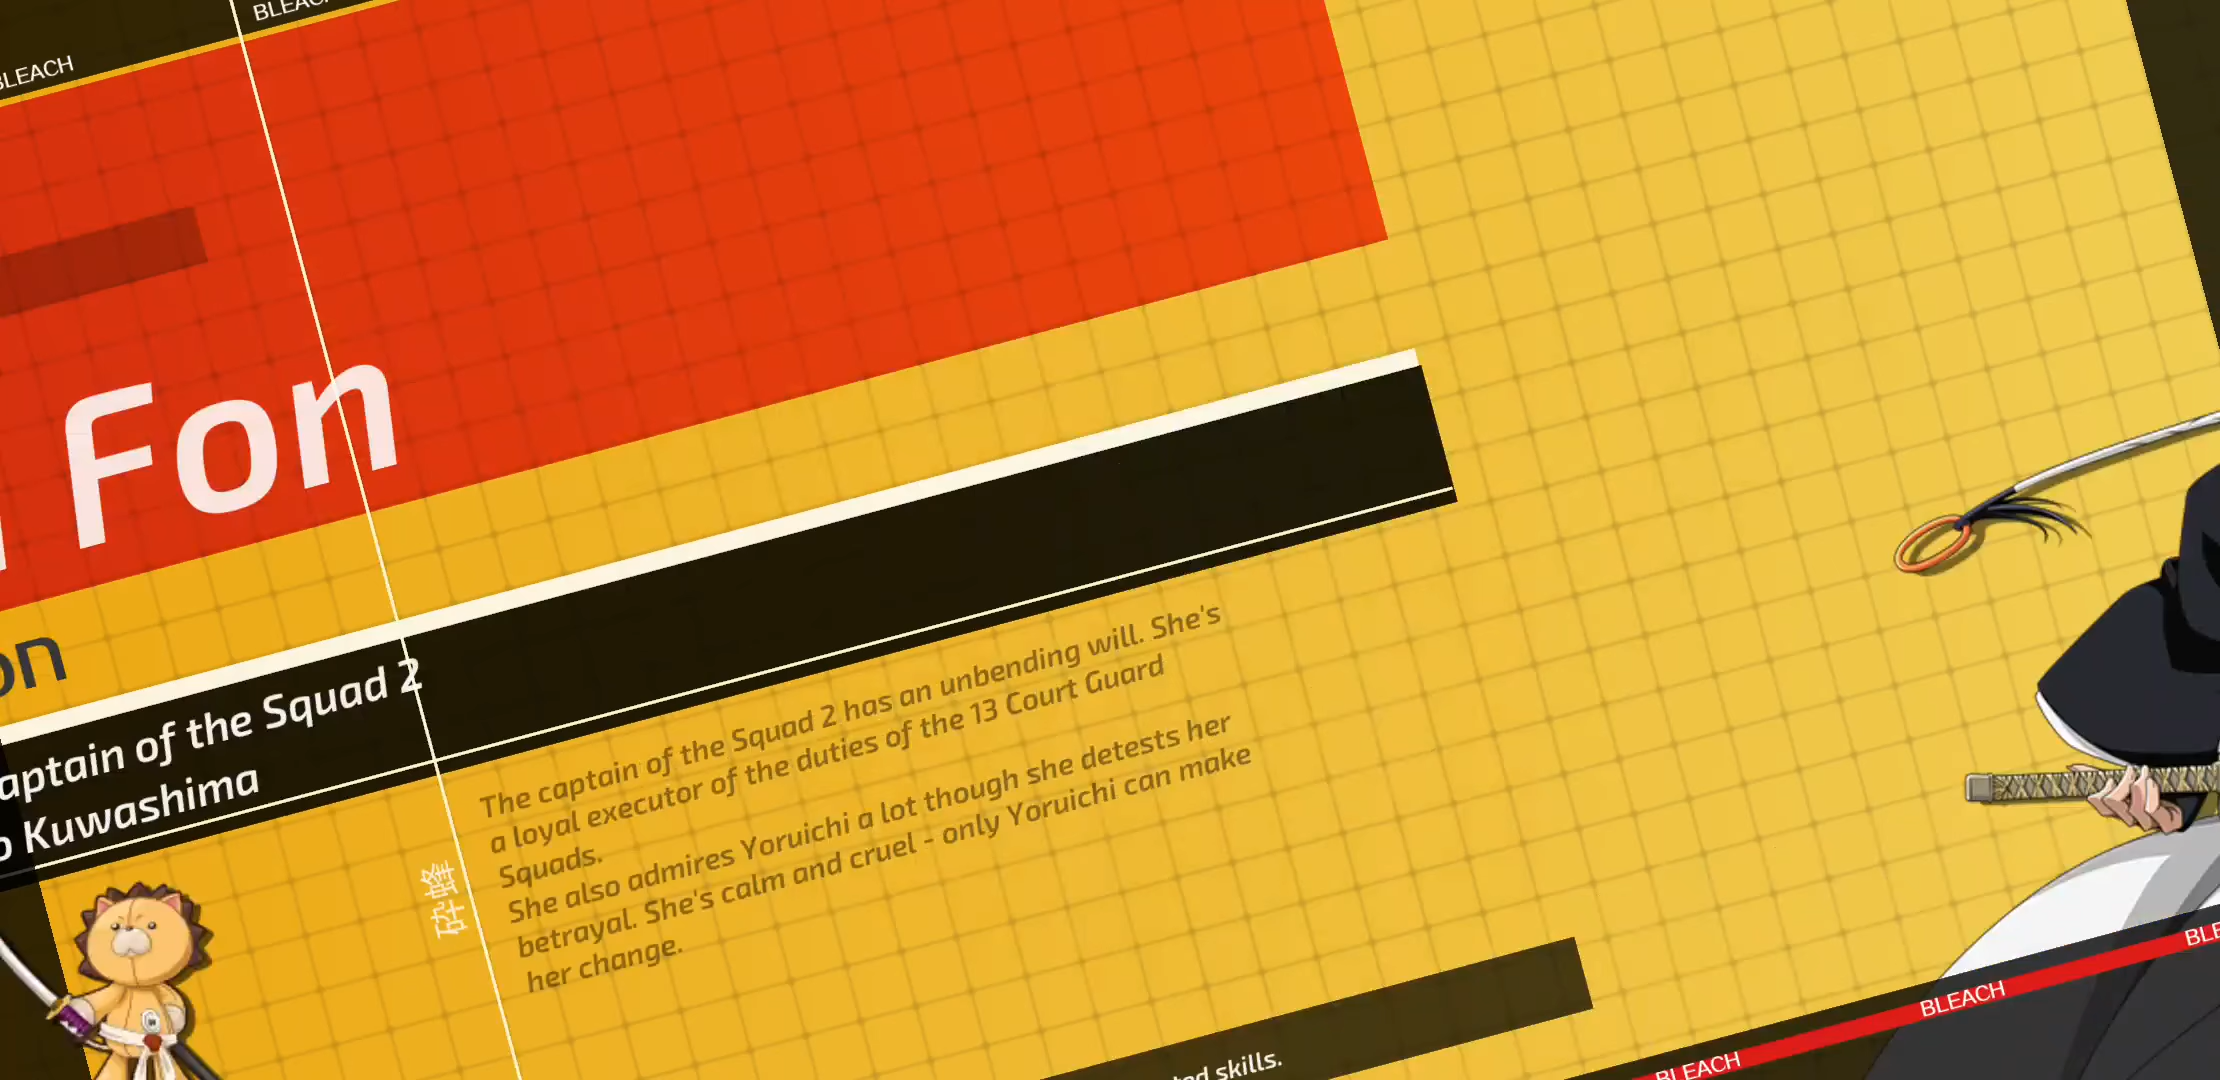 BLEACH
BLEACH
Fon
on
aptain of the Squad 2
o Kuwashima
The captain of the Squad 2 has an unbending will. She's
a loyal executor of the duties of the 13 Court Guard
Squads.
She also admires Yoruichi a lot though she detests her
betrayal. She's calm and cruel - only Yoruichi can make
her change.
砕蜂
ted skills.
BLEACH
BLEACH
BLE